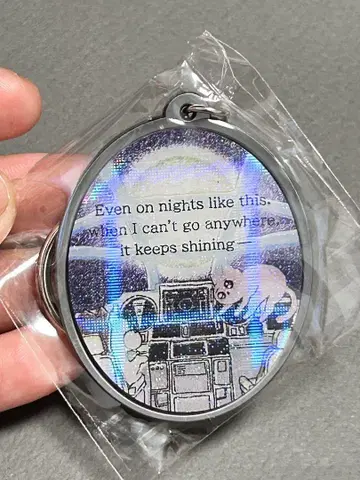 Even on nights like this,
when I can't go anywhere,
it keeps shining—